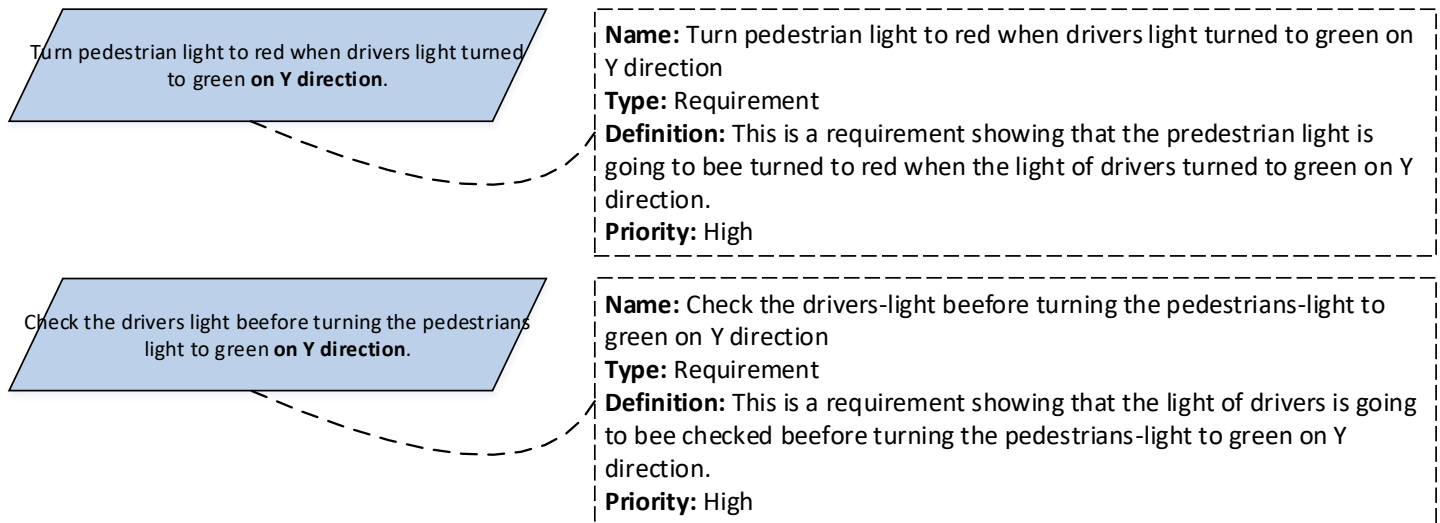 Turn pedestrian light to red when drivers light turned
to green on Y direction.
Name: Turn pedestrian light to red when drivers light turned to green on
Y direction
Type: Requirement
Definition: This is a requirement showing that the predestrian light is
going to bee turned to red when the light of drivers turned to green on Y
direction.
Priority: High
Check the drivers light beefore turning the pedestrians
light to green on Y direction.
Name: Check the drivers-light beefore turning the pedestrians-light to
green on Y direction
Type: Requirement
Definition: This is a requirement showing that the light of drivers is going
to bee checked beefore turning the pedestrians-light to green on Y
direction.
Priority: High